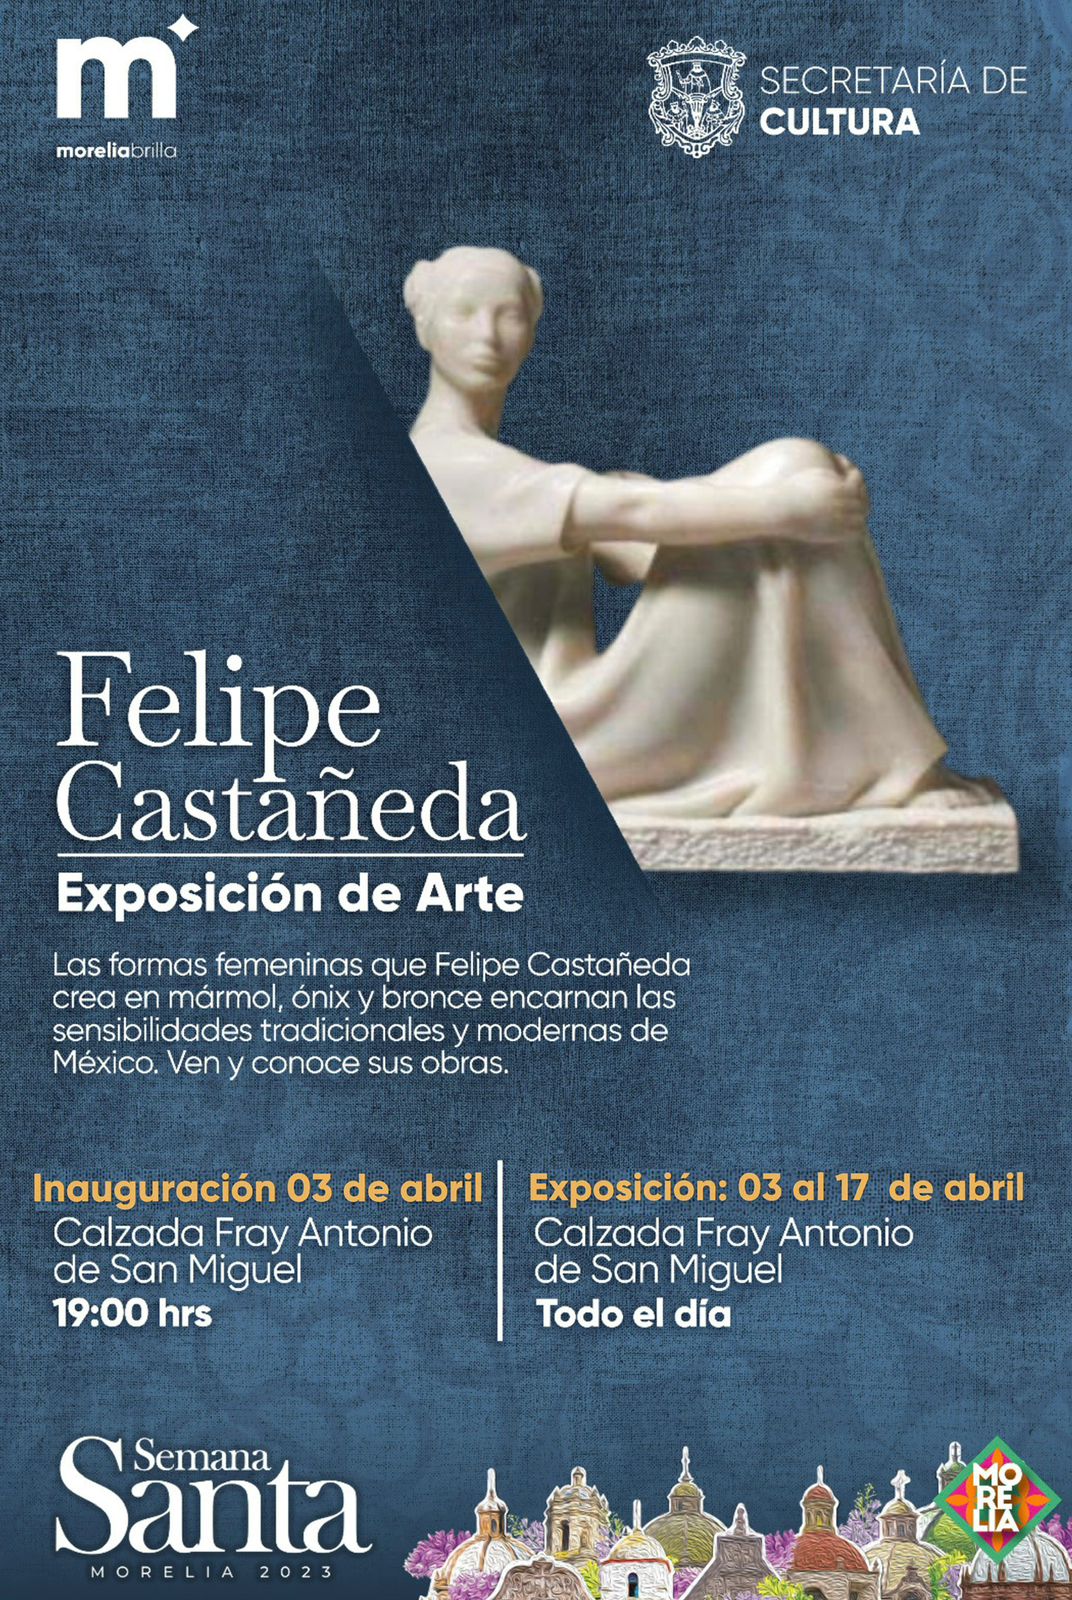 m
moreliabrilla
SECRETARÍA DE
CULTURA
Felipe
Castañeda
Exposición de Arte
Las formas femeninas que Felipe Castañeda
crea en mármol, ónix y bronce encarnan las
sensibilidades tradicionales y modernas de
México. Ven y conoce sus obras.
Inauguración 03 de abril
Calzada Fray Antonio
de San Miguel
19:00 hrs
Exposición: 03 al 17 de abril
Calzada Fray Antonio
de San Miguel
Todo el día
Semana
Santa
MORELIA 2023
MO
RE
LIA